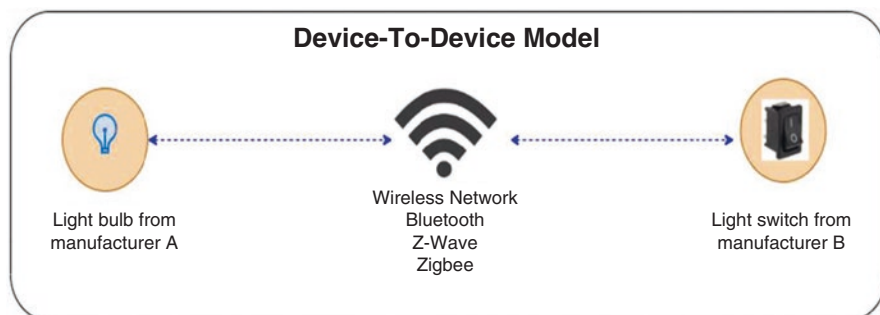 Device-To-Device Model
Light bulb from
manufacturer A
Wireless Network
Bluetooth
Z-Wave
Zigbee
Light switch from
manufacturer B